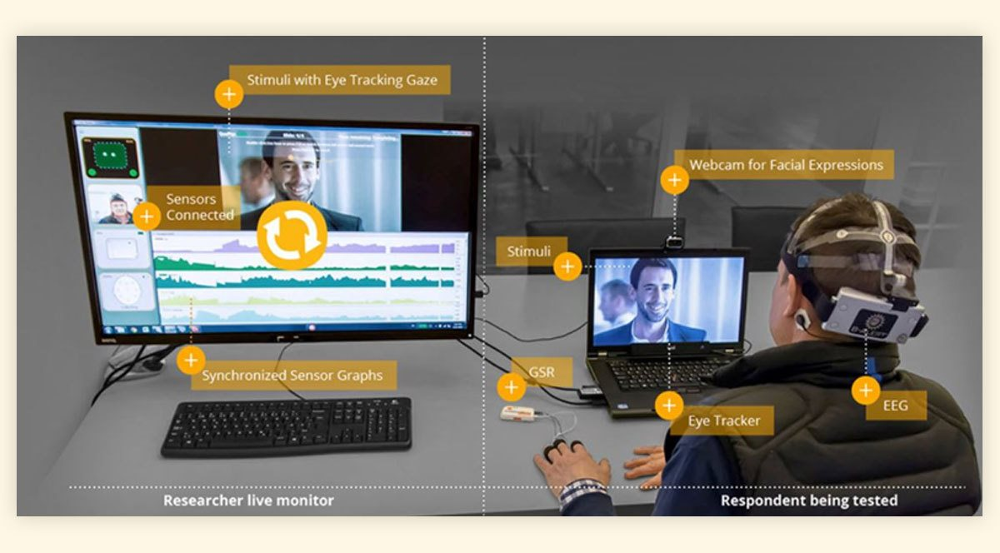 Stimuli with Eye Tracking Gaze
Webcam for Facial Expressions
Sensors
Connected
Stimuli
Synchronized Sensor Graphs
GSR
Eye Tracker
EEG
BENQ
Researcher live monitor
Respondent being tested